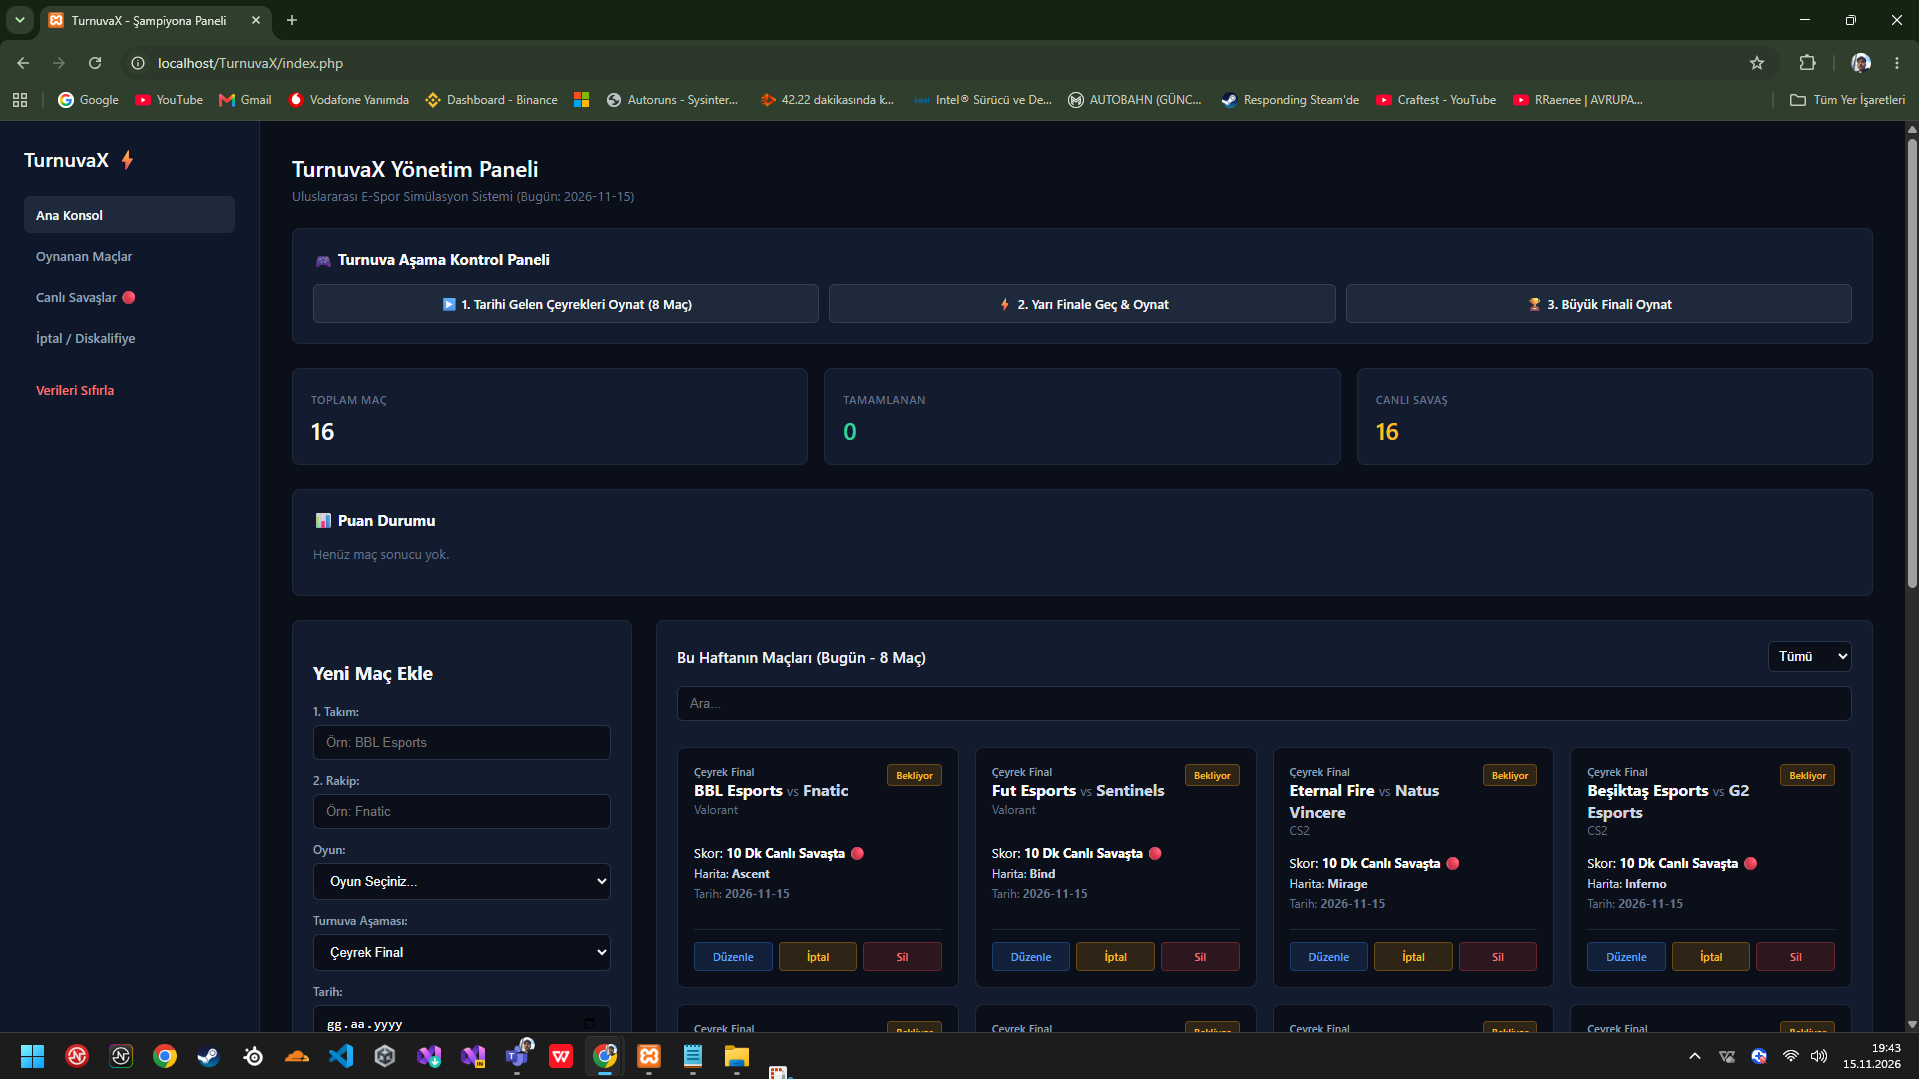 TurnuvaX - Şampiyona Paneli
localhost/TurnuvaX/index.php
Google
YouTube
Gmail
Vodafone Yanımda
Dashboard - Binance
Autoruns - Sysinter...
42.22 dakikasında k...
Intel® Sürücü ve De...
AUTOBAHN (GÜNC...
Responding Steam'de
Craftest - YouTube
RRaenee | AVRUPA...
Tüm Yer İşaretleri
TurnuvaX
Ana Konsol
Oynanan Maçlar
Canlı Savaşlar
İptal / Diskalifiye
Verileri Sıfırla
TurnuvaX Yönetim Paneli
Uluslararası E-Spor Simülasyon Sistemi (Bugün: 2026-11-15)
Turnuva Aşama Kontrol Paneli
1. Tarihi Gelen Çeyrekleri Oynat (8 Maç)
2. Yarı Finale Geç & Oynat
3. Büyük Finali Oynat
TOPLAM MAÇ
16
TAMAMLANAN
0
CANLI SAVAŞ
16
Puan Durumu
Henüz maç sonucu yok.
Yeni Maç Ekle
1. Takım:
Örn: BBL Esports
2. Rakip:
Örn: Fnatic
Oyun:
Oyun Seçiniz...
Turnuva Aşaması:
Çeyrek Final
Tarih:
gg.aa.yyyy
Bu Haftanın Maçları (Bugün - 8 Maç)
Tümü
Ara...
Çeyrek Final
Bekliyor
BBL Esports vs Fnatic
Valorant
Skor: 10 Dk Canlı Savaşta
Harita: Ascent
Tarih: 2026-11-15
Düzenle
İptal
Sil
Çeyrek Final
Bekliyor
Fut Esports vs Sentinels
Valorant
Skor: 10 Dk Canlı Savaşta
Harita: Bind
Tarih: 2026-11-15
Düzenle
İptal
Sil
Çeyrek Final
Bekliyor
Eternal Fire vs Natus
Vincere
CS2
Skor: 10 Dk Canlı Savaşta
Harita: Mirage
Tarih: 2026-11-15
Düzenle
İptal
Sil
Çeyrek Final
Bekliyor
Beşiktaş Esports vs G2
Esports
CS2
Skor: 10 Dk Canlı Savaşta
Harita: Inferno
Tarih: 2026-11-15
Düzenle
İptal
Sil
Çeyrek Final
Bekliyor
Çeyrek Final
Bekliyor
Çeyrek Final
Bekliyor
Çeyrek Final
Bekliyor
19:43
15.11.2026